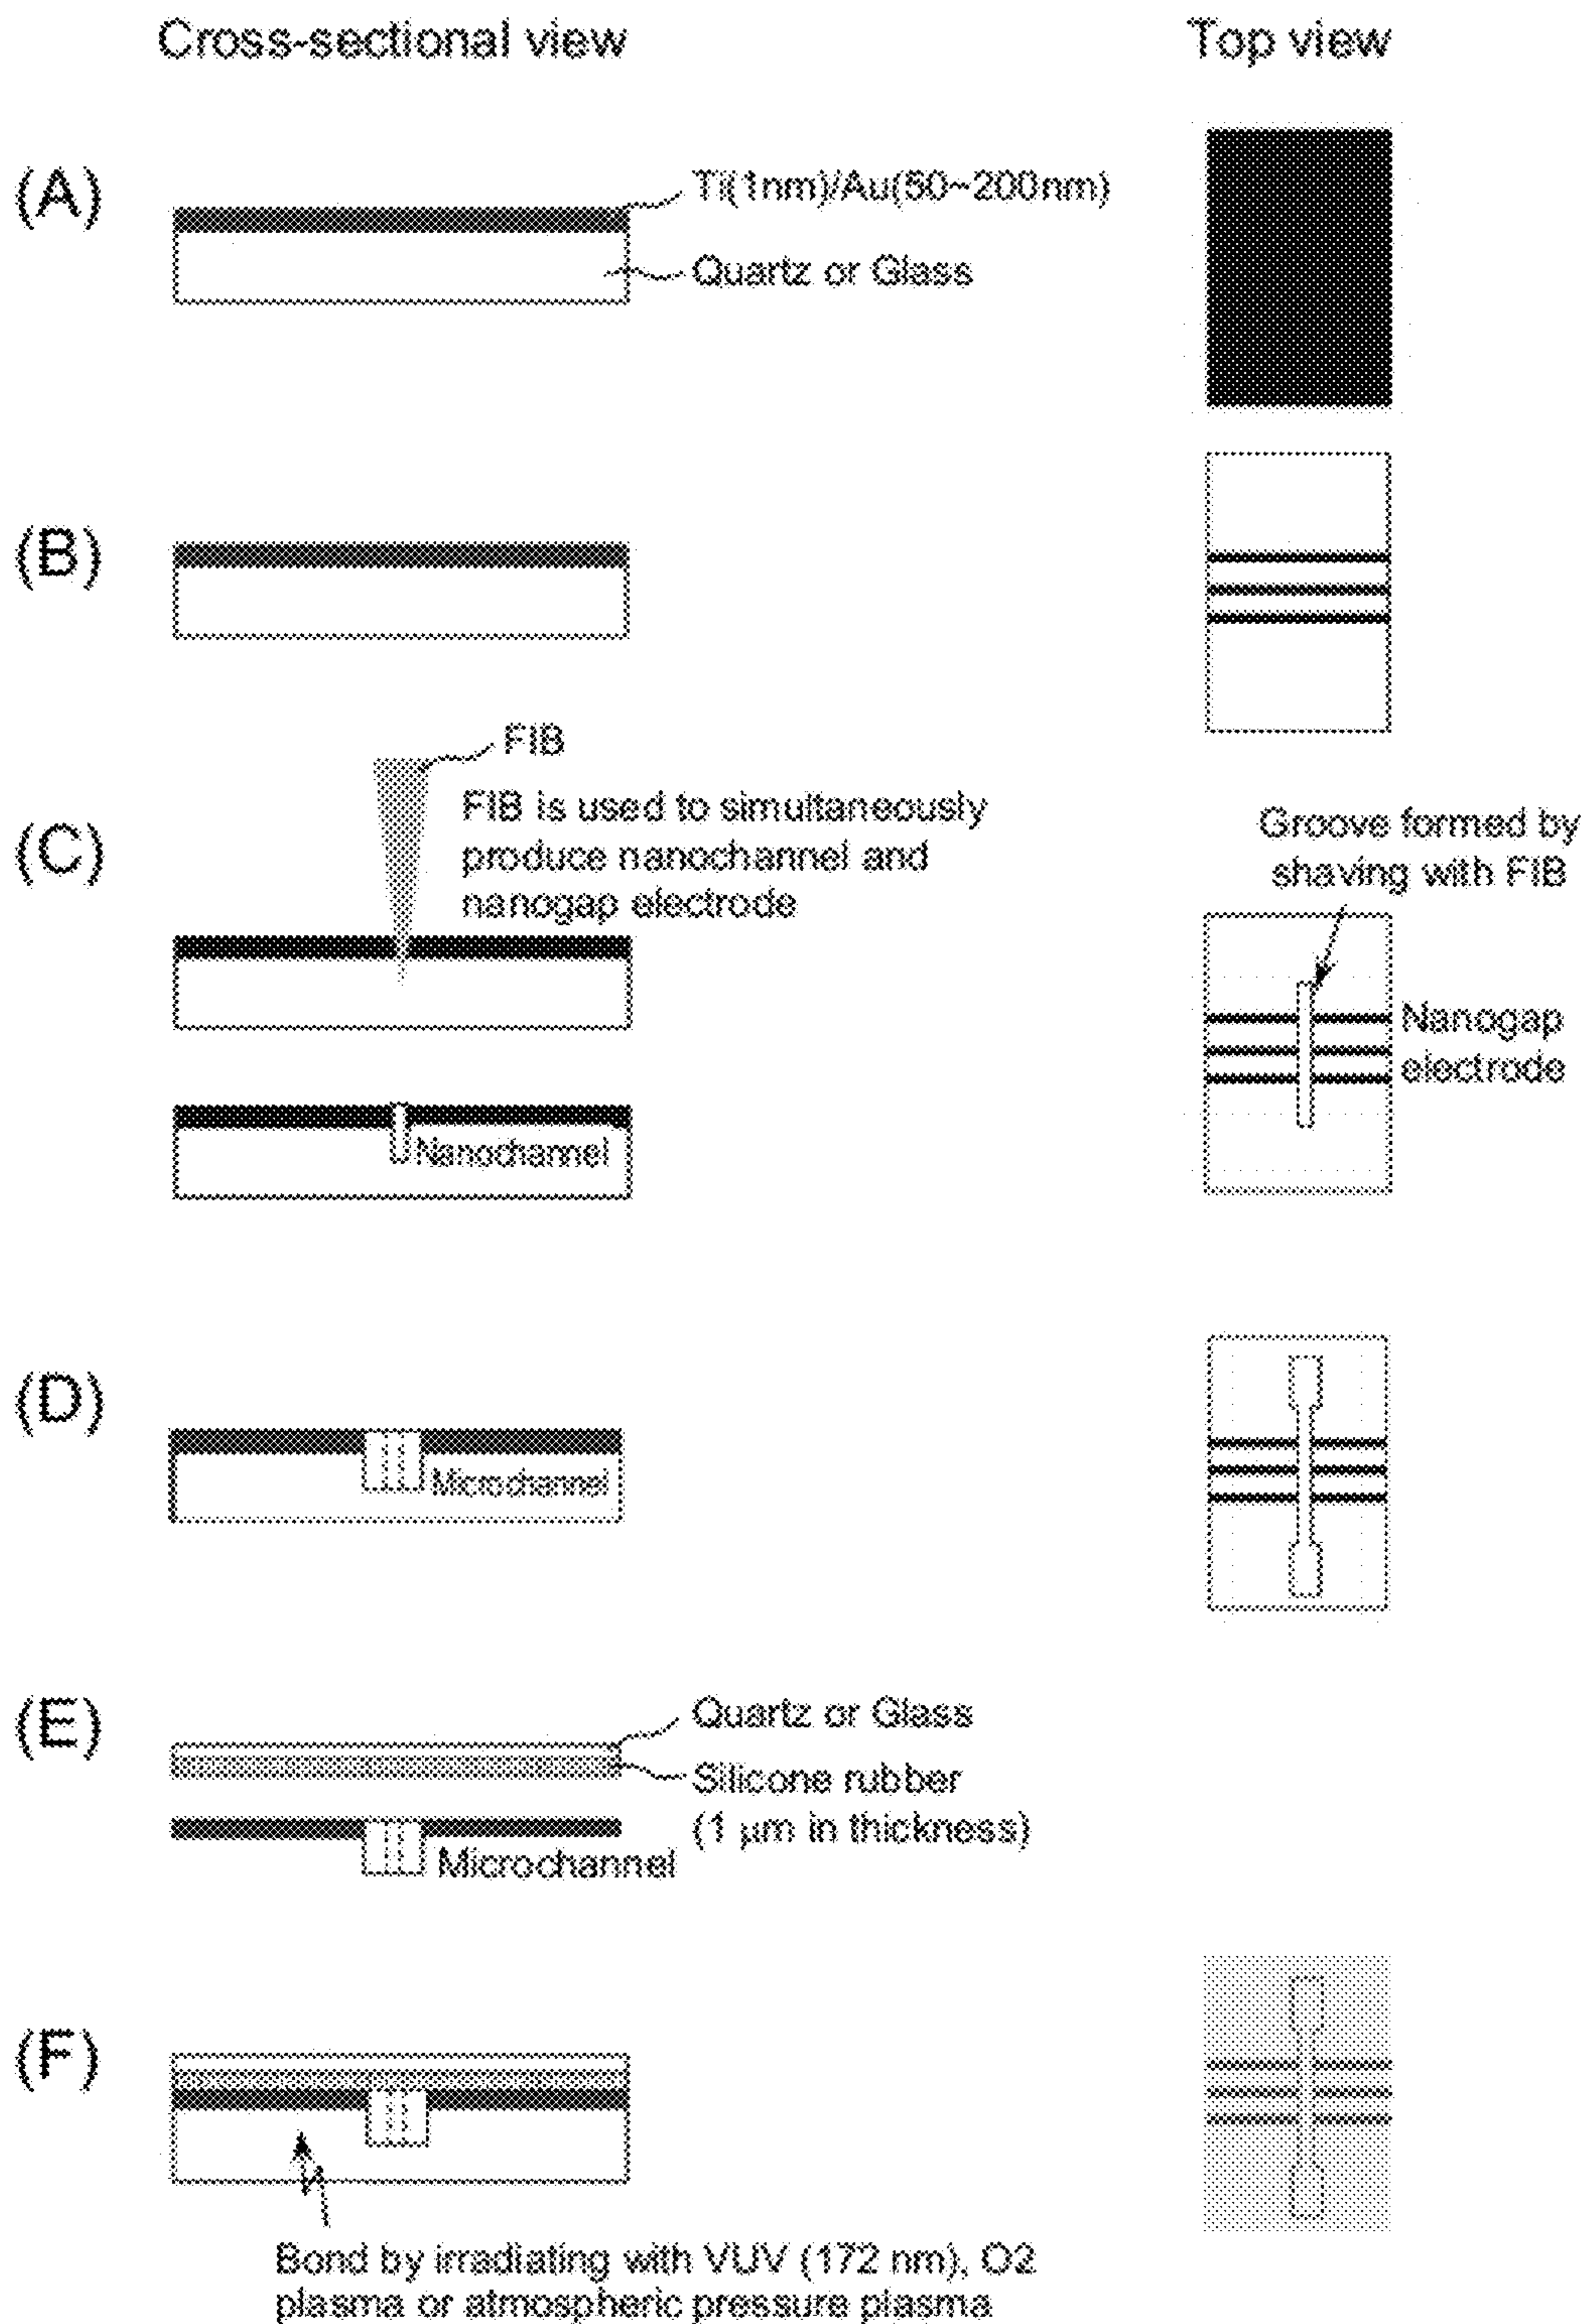 Cross-sectional view
Top view
(A)
Ti(1nm)/Au(50~200nm)
Quartz or Glass
(B)
(C)
FIB
FIB is used to simultaneously
produce nanochannel and
nanogap electrode
Nanochannel
Groove formed by
shaving with FIB
Nanogap
electrode
(D)
Microchannel
(E)
Quartz or Glass
Silicone rubber
(1 μm in thickness)
Microchannel
(F)
Bond by irradiating with VUV (172 nm), O2
plasma or atmospheric pressure plasma